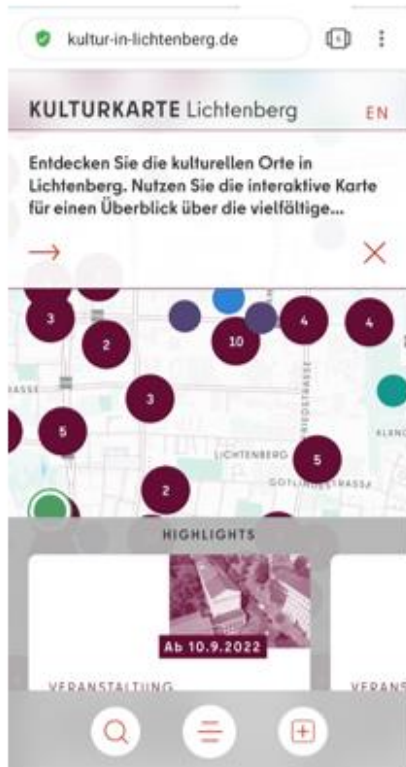 kultur-in-lichtenberg.de
KULTURKARTE Lichtenberg
EN
Entdecken Sie die kulturellen Orte in
Lichtenberg. Nutzen Sie die interaktive Karte
für einen Überblick über die vielfältige...
3
2
10
4
4
3
5
LICHTENBERG
5
2
HIGHLIGHTS
Ab 10.9.2022
VERANSTALTUNG
VERANS